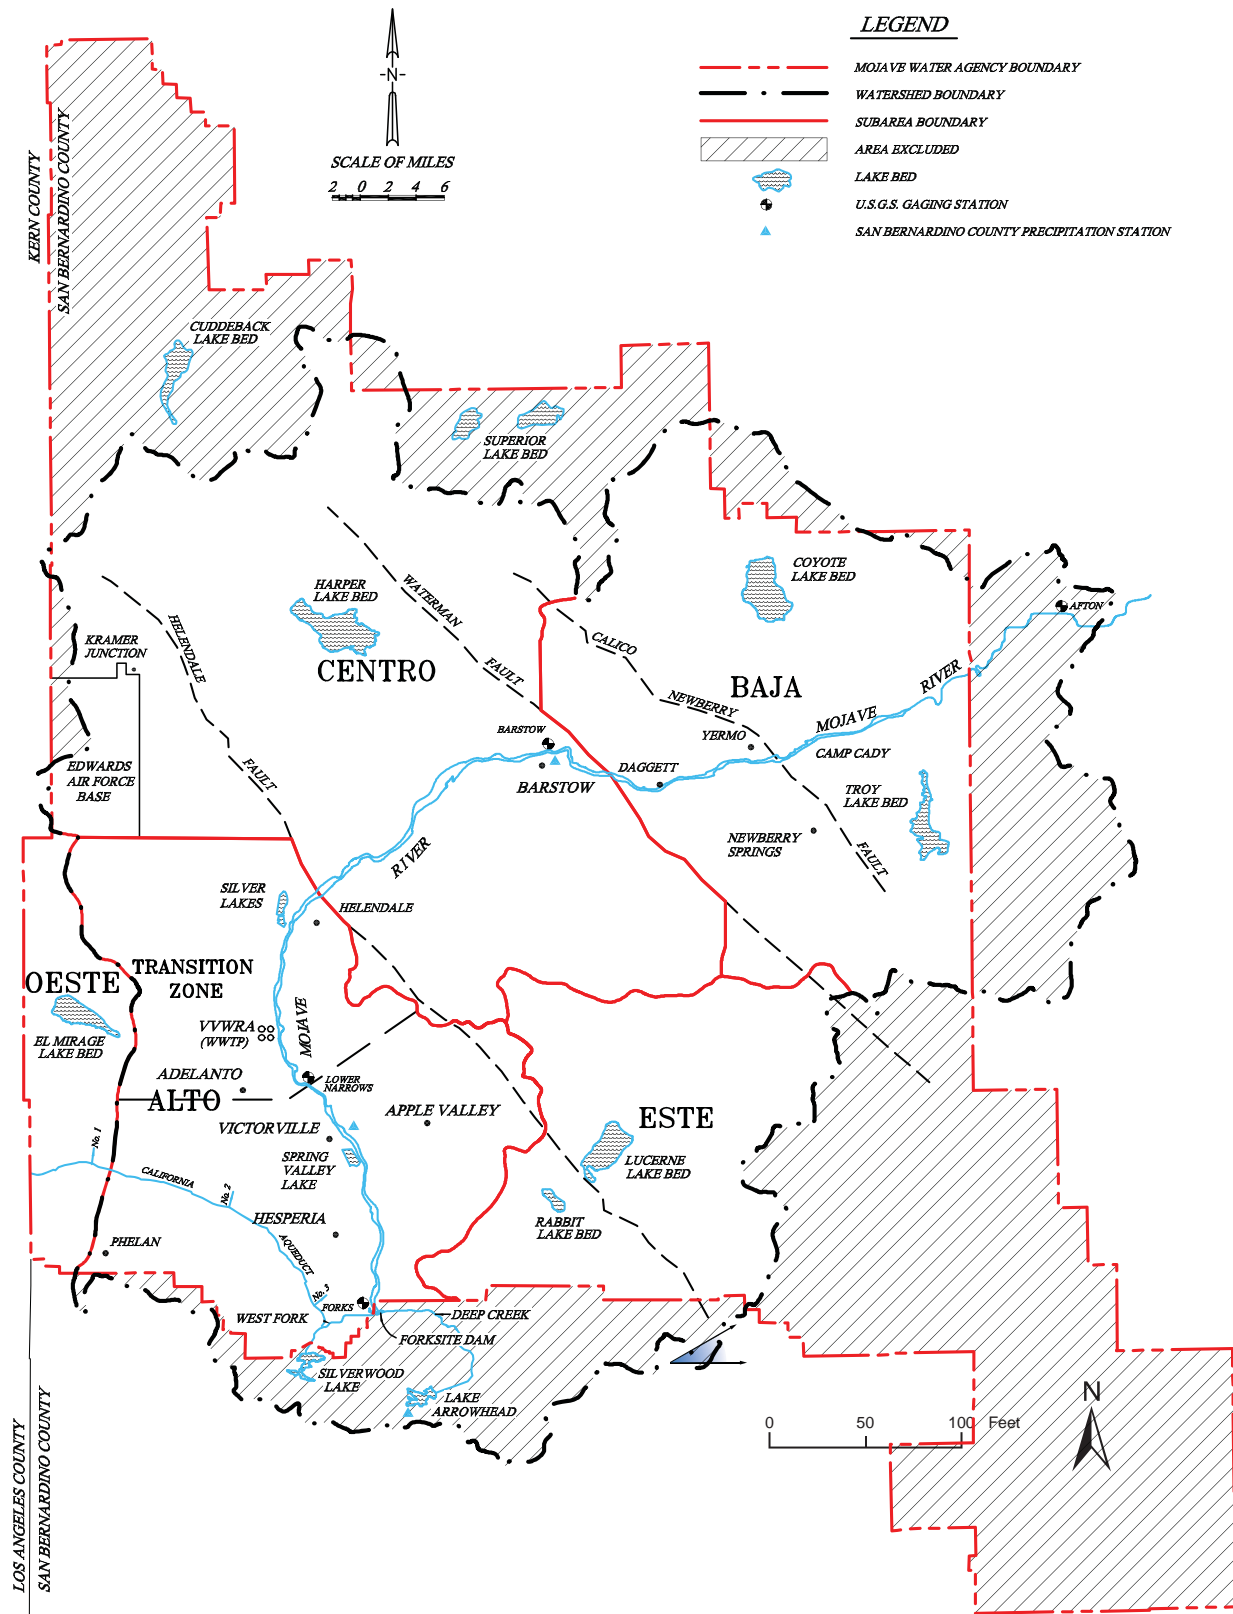 LEGEND
-N-
MOJAVE WATER AGENCY BOUNDARY
WATERSHED BOUNDARY
SUBAREA BOUNDARY
AREA EXCLUDED
LAKE BED
U.S.G.S. GAGING STATION
SAN BERNARDINO COUNTY PRECIPITATION STATION
SCALE OF MILES
2 0 2 4 6
KERN COUNTY
SAN BERNARDINO COUNTY
CUDDEBACK
LAKE BED
SUPERIOR
LAKE BED
COYOTE
LAKE BED
HARPER
LAKE BED
WATERMAN
FAULT
HELENDALE
FAULT
CALICO
NEWBERRY
FAULT
AFTON
KRAMER
JUNCTION
CENTRO
BAJA
MOJAVE
RIVER
BARSTOW
YERMO
CAMP CADY
DAGGETT
BARSTOW
EDWARDS
AIR FORCE
BASE
TROY
LAKE BED
NEWBERRY
SPRINGS
RIVER
SILVER
LAKES
HELENDALE
OESTE
TRANSITION
ZONE
MOJAVE
EL MIRAGE
LAKE BED
VVWRA
(WWTP)
ADELANTO
LOWER
NARROWS
ALTO
APPLE VALLEY
ESTE
VICTORVILLE
SPRING
VALLEY
LAKE
LUCERNE
LAKE BED
No. 1
CALIFORNIA
No. 2
AQUEDUCT
HESPERIA
RABBIT
LAKE BED
PHELAN
No. 3
FORKS
WEST FORK
DEEP CREEK
FORKSITE DAM
SILVERWOOD
LAKE
LAKE
ARROWHEAD
N
0 50 100 Feet
LOS ANGELES COUNTY
SAN BERNARDINO COUNTY